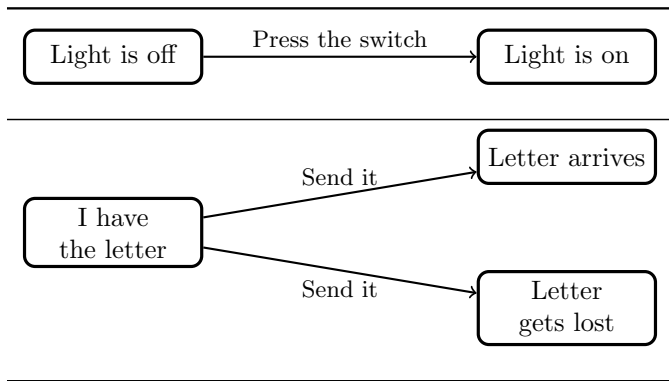 Light is off
Press the switch
Light is on
I have
the letter
Send it
Letter arrives
Send it
Letter
gets lost